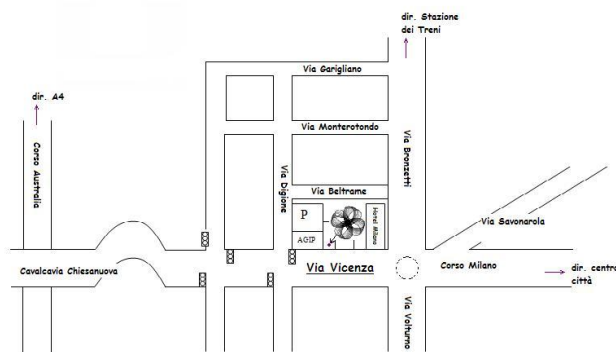 dir. Stazione
dei Treni
Via Garigliano
dir. A4
Via Monterotondo
Corso Australia
Via Bronzetti
Via Digione
Via Beltrame
P
Hotel Milano
AGIP
Via Savonarola
Cavalcavia Chiesanuova
Via Vicenza
Corso Milano
dir. centro
città
Via Volturno